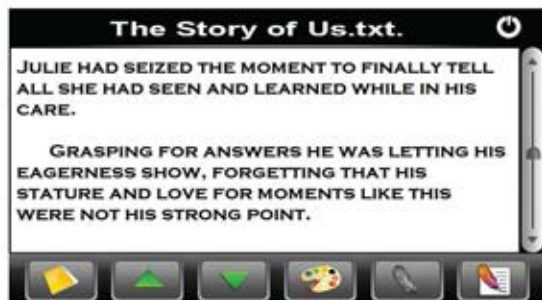 The Story of Us.txt.
JULIE HAD SEIZED THE MOMENT TO FINALLY TELL
ALL SHE HAD SEEN AND LEARNED WHILE IN HIS
CARE.
GRASPING FOR ANSWERS HE WAS LETTING HIS
EAGERNESS SHOW, FORGETTING THAT HIS
STATURE AND LOVE FOR MOMENTS LIKE THIS
WERE NOT HIS STRONG POINT.